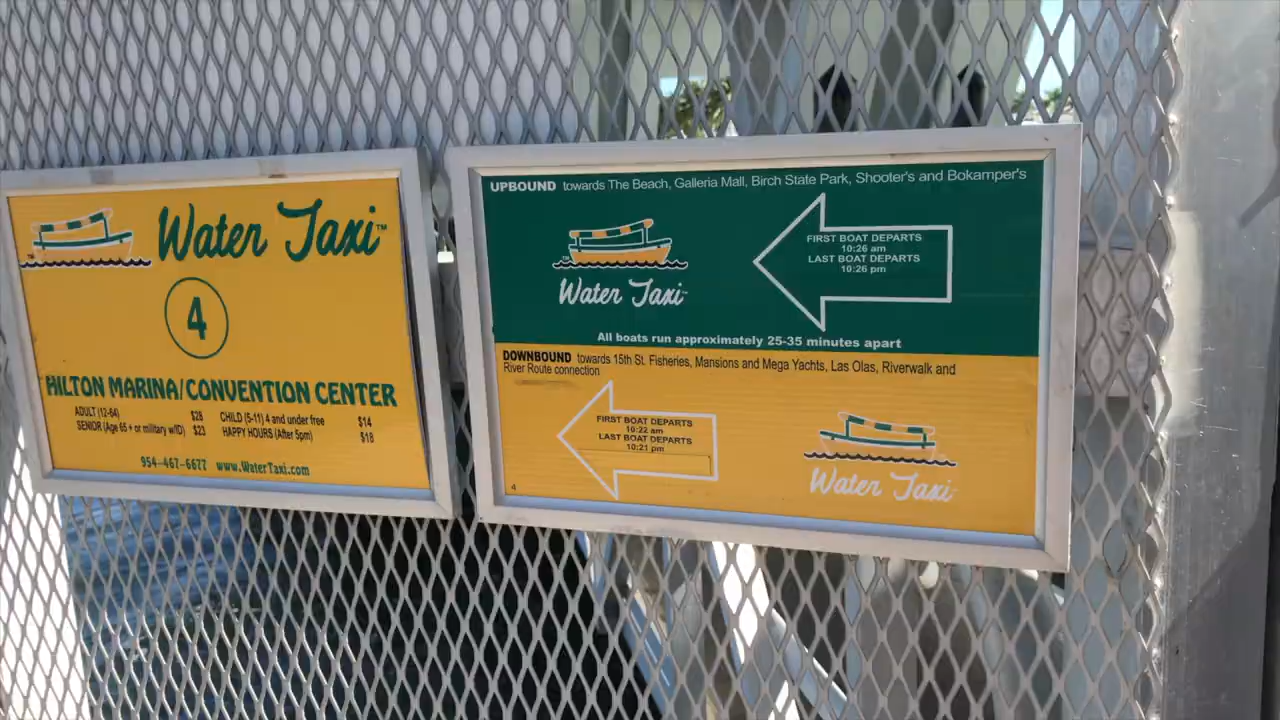 Water Taxi™
4
HILTON MARINA/CONVENTION CENTER
ADULT (12-64) $28 CHILD (5-11) 4 and under free $14
SENIOR (Age 65 + or military w/ID) $23 HAPPY HOURS (After 5pm) $18
954-467-6677 www.WaterTaxi.com
UPBOUND towards The Beach, Galleria Mall, Birch State Park, Shooter's and Bokamper's
FIRST BOAT DEPARTS
10:26 am
LAST BOAT DEPARTS
10:26 pm
Water Taxi™
All boats run approximately 25-35 minutes apart
DOWNBOUND towards 15th St. Fisheries, Mansions and Mega Yachts, Las Olas, Riverwalk and
River Route connection
FIRST BOAT DEPARTS
10:22 am
LAST BOAT DEPARTS
10:21 pm
Water Taxi
4